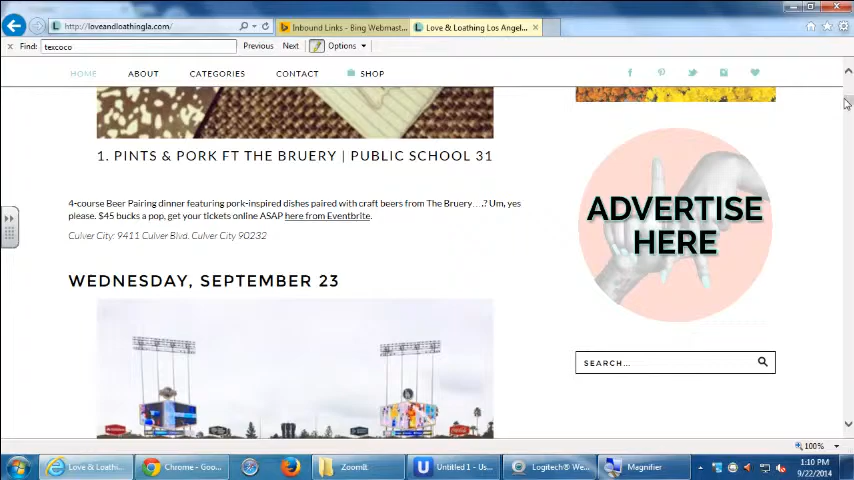 http://loveandloathingla.com/
Inbound Links - Bing Webmast...
Love & Loathing Los Angel...
Find: texcoco
Previous Next Options
HOME ABOUT CATEGORIES CONTACT SHOP
1. PINTS & PORK FT THE BRUERY | PUBLIC SCHOOL 31
4-course Beer Pairing dinner featuring pork-inspired dishes paired with craft beers from The Bruery….? Um, yes
please. $45 bucks a pop, get your tickets online ASAP here from Eventbrite.
Culver City: 9411 Culver Blvd. Culver City 90232
WEDNESDAY, SEPTEMBER 23
ADVERTISE
HERE
SEARCH...
100%
Love & Loathi...
Chrome - Goo...
ZoomIt
Untitled 1 - Us...
Logitech® We...
Magnifier
1:10 PM
9/22/2014